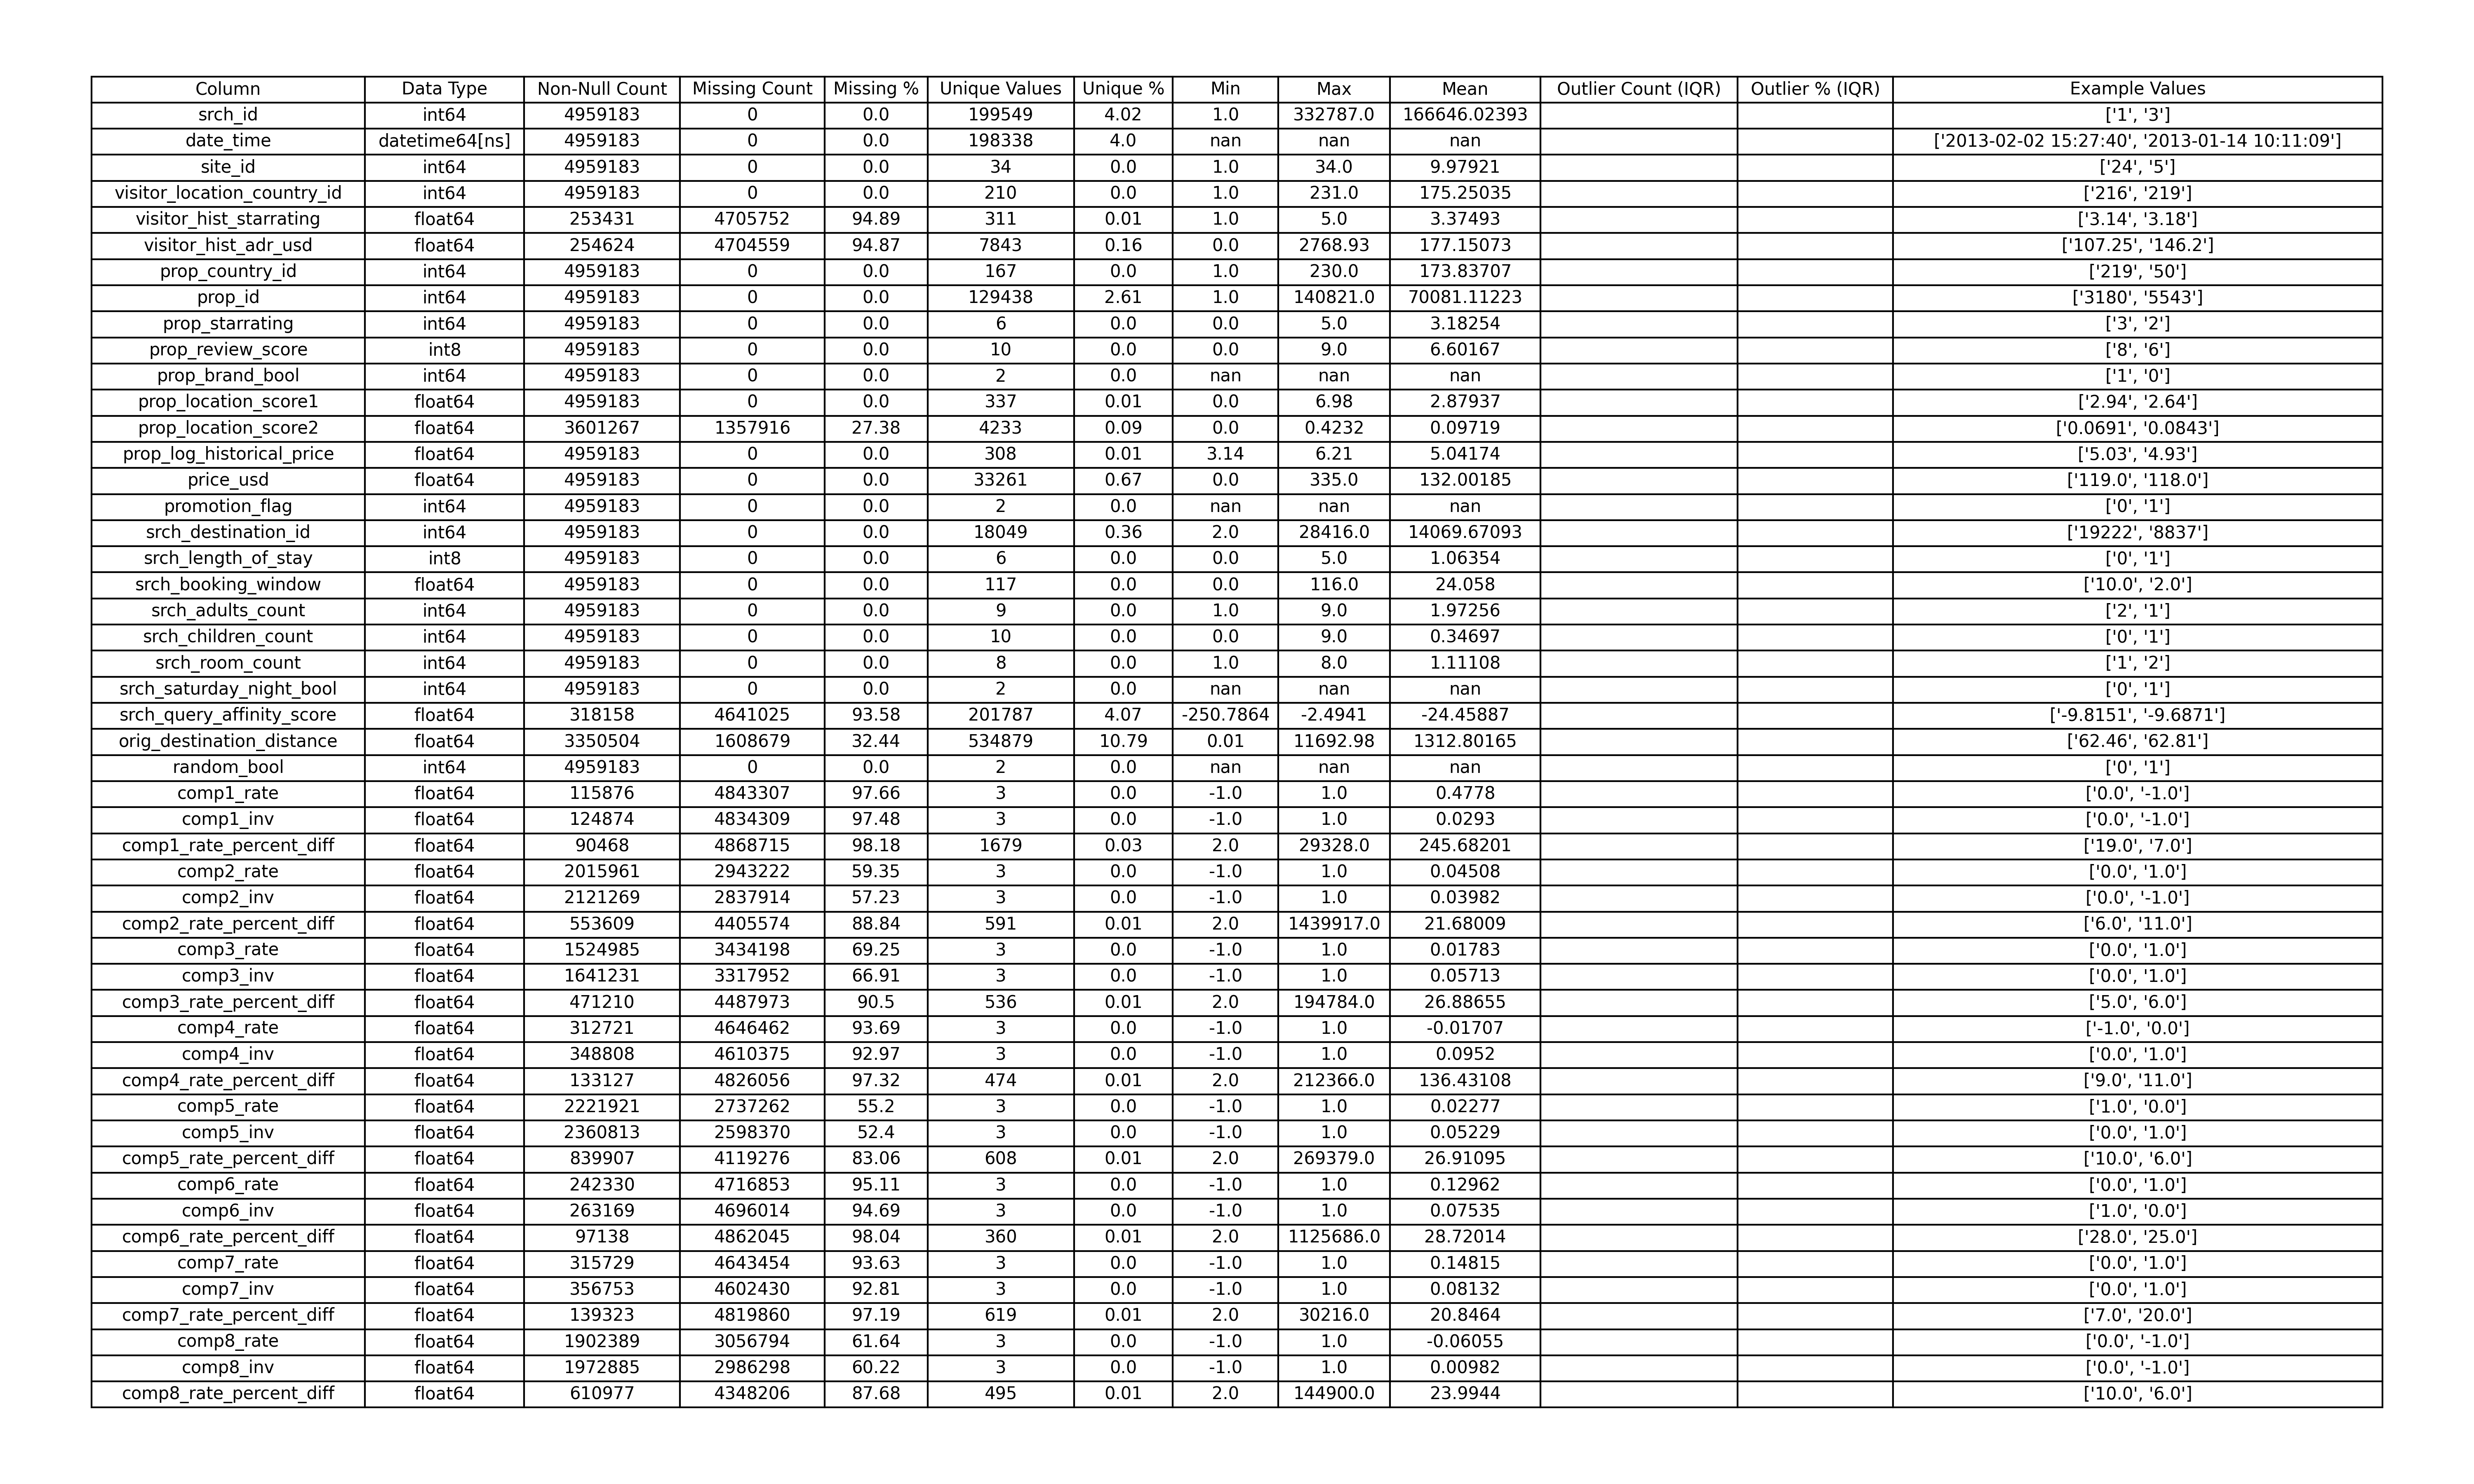 Column Data Type Non-Null Count Missing Count Missing % Unique Values Unique % Min Max Mean Outlier Count (IQR) Outlier % (IQR) Example Values
srch_id int64 4959183 0 0.0 199549 4.02 1.0 332787.0 166646.02393 ['1', '3']
date_time datetime64[ns] 4959183 0 0.0 198338 4.0 nan nan nan ['2013-02-02 15:27:40', '2013-01-14 10:11:09']
site_id int64 4959183 0 0.0 34 0.0 1.0 34.0 9.97921 ['24', '5']
visitor_location_country_id int64 4959183 0 0.0 210 0.0 1.0 231.0 175.25035 ['216', '219']
visitor_hist_starrating float64 253431 4705752 94.89 311 0.01 1.0 5.0 3.37493 ['3.14', '3.18']
visitor_hist_adr_usd float64 254624 4704559 94.87 7843 0.16 0.0 2768.93 177.15073 ['107.25', '146.2']
prop_country_id int64 4959183 0 0.0 167 0.0 1.0 230.0 173.83707 ['219', '50']
prop_id int64 4959183 0 0.0 129438 2.61 1.0 140821.0 70081.11223 ['3180', '5543']
prop_starrating int64 4959183 0 0.0 6 0.0 0.0 5.0 3.18254 ['3', '2']
prop_review_score int8 4959183 0 0.0 10 0.0 0.0 9.0 6.60167 ['8', '6']
prop_brand_bool int64 4959183 0 0.0 2 0.0 nan nan nan ['1', '0']
prop_location_score1 float64 4959183 0 0.0 337 0.01 0.0 6.98 2.87937 ['2.94', '2.64']
prop_location_score2 float64 3601267 1357916 27.38 4233 0.09 0.0 0.4232 0.09719 ['0.0691', '0.0843']
prop_log_historical_price float64 4959183 0 0.0 308 0.01 3.14 6.21 5.04174 ['5.03', '4.93']
price_usd float64 4959183 0 0.0 33261 0.67 0.0 335.0 132.00185 ['119.0', '118.0']
promotion_flag int64 4959183 0 0.0 2 0.0 nan nan nan ['0', '1']
srch_destination_id int64 4959183 0 0.0 18049 0.36 2.0 28416.0 14069.67093 ['19222', '8837']
srch_length_of_stay int8 4959183 0 0.0 6 0.0 0.0 5.0 1.06354 ['0', '1']
srch_booking_window float64 4959183 0 0.0 117 0.0 0.0 116.0 24.058 ['10.0', '2.0']
srch_adults_count int64 4959183 0 0.0 9 0.0 1.0 9.0 1.97256 ['2', '1']
srch_children_count int64 4959183 0 0.0 10 0.0 0.0 9.0 0.34697 ['0', '1']
srch_room_count int64 4959183 0 0.0 8 0.0 1.0 8.0 1.11108 ['1', '2']
srch_saturday_night_bool int64 4959183 0 0.0 2 0.0 nan nan nan ['0', '1']
srch_query_affinity_score float64 318158 4641025 93.58 201787 4.07 -250.7864 -2.4941 -24.45887 ['-9.8151', '-9.6871']
orig_destination_distance float64 3350504 1608679 32.44 534879 10.79 0.01 11692.98 1312.80165 ['62.46', '62.81']
random_bool int64 4959183 0 0.0 2 0.0 nan nan nan ['0', '1']
comp1_rate float64 115876 4843307 97.66 3 0.0 -1.0 1.0 0.4778 ['0.0', '-1.0']
comp1_inv float64 124874 4834309 97.48 3 0.0 -1.0 1.0 0.0293 ['0.0', '-1.0']
comp1_rate_percent_diff float64 90468 4868715 98.18 1679 0.03 2.0 29328.0 245.68201 ['19.0', '7.0']
comp2_rate float64 2015961 2943222 59.35 3 0.0 -1.0 1.0 0.04508 ['0.0', '1.0']
comp2_inv float64 2121269 2837914 57.23 3 0.0 -1.0 1.0 0.03982 ['0.0', '-1.0']
comp2_rate_percent_diff float64 553609 4405574 88.84 591 0.01 2.0 1439917.0 21.68009 ['6.0', '11.0']
comp3_rate float64 1524985 3434198 69.25 3 0.0 -1.0 1.0 0.01783 ['0.0', '1.0']
comp3_inv float64 1641231 3317952 66.91 3 0.0 -1.0 1.0 0.05713 ['0.0', '1.0']
comp3_rate_percent_diff float64 471210 4487973 90.5 536 0.01 2.0 194784.0 26.88655 ['5.0', '6.0']
comp4_rate float64 312721 4646462 93.69 3 0.0 -1.0 1.0 -0.01707 ['-1.0', '0.0']
comp4_inv float64 348808 4610375 92.97 3 0.0 -1.0 1.0 0.0952 ['0.0', '1.0']
comp4_rate_percent_diff float64 133127 4826056 97.32 474 0.01 2.0 212366.0 136.43108 ['9.0', '11.0']
comp5_rate float64 2221921 2737262 55.2 3 0.0 -1.0 1.0 0.02277 ['1.0', '0.0']
comp5_inv float64 2360813 2598370 52.4 3 0.0 -1.0 1.0 0.05229 ['0.0', '1.0']
comp5_rate_percent_diff float64 839907 4119276 83.06 608 0.01 2.0 269379.0 26.91095 ['10.0', '6.0']
comp6_rate float64 242330 4716853 95.11 3 0.0 -1.0 1.0 0.12962 ['0.0', '1.0']
comp6_inv float64 263169 4696014 94.69 3 0.0 -1.0 1.0 0.07535 ['1.0', '0.0']
comp6_rate_percent_diff float64 97138 4862045 98.04 360 0.01 2.0 1125686.0 28.72014 ['28.0', '25.0']
comp7_rate float64 315729 4643454 93.63 3 0.0 -1.0 1.0 0.14815 ['0.0', '1.0']
comp7_inv float64 356753 4602430 92.81 3 0.0 -1.0 1.0 0.08132 ['0.0', '1.0']
comp7_rate_percent_diff float64 139323 4819860 97.19 619 0.01 2.0 30216.0 20.8464 ['7.0', '20.0']
comp8_rate float64 1902389 3056794 61.64 3 0.0 -1.0 1.0 -0.06055 ['0.0', '-1.0']
comp8_inv float64 1972885 2986298 60.22 3 0.0 -1.0 1.0 0.00982 ['0.0', '-1.0']
comp8_rate_percent_diff float64 610977 4348206 87.68 495 0.01 2.0 144900.0 23.9944 ['10.0', '6.0']